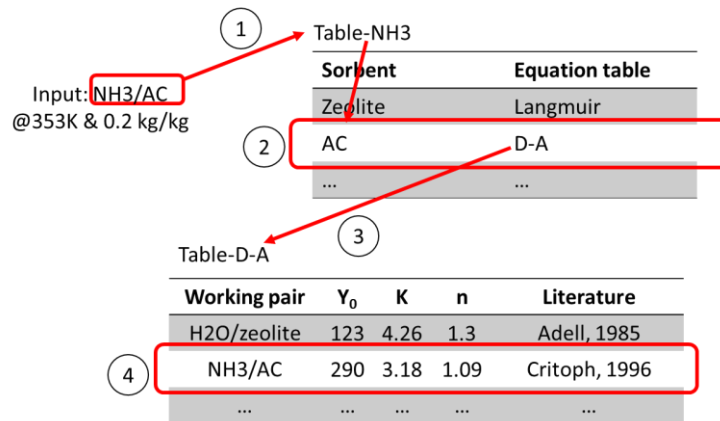 1
Table-NH3
Sorbent Equation table
Input: NH3/AC
@353K & 0.2 kg/kg
Zeolite Langmuir
2
AC D-A
... ...
3
Table-D-A
Working pair Y₀ K n Literature
H2O/zeolite 123 4.26 1.3 Adell, 1985
4
NH3/AC 290 3.18 1.09 Critoph, 1996
... ... ... ... ...